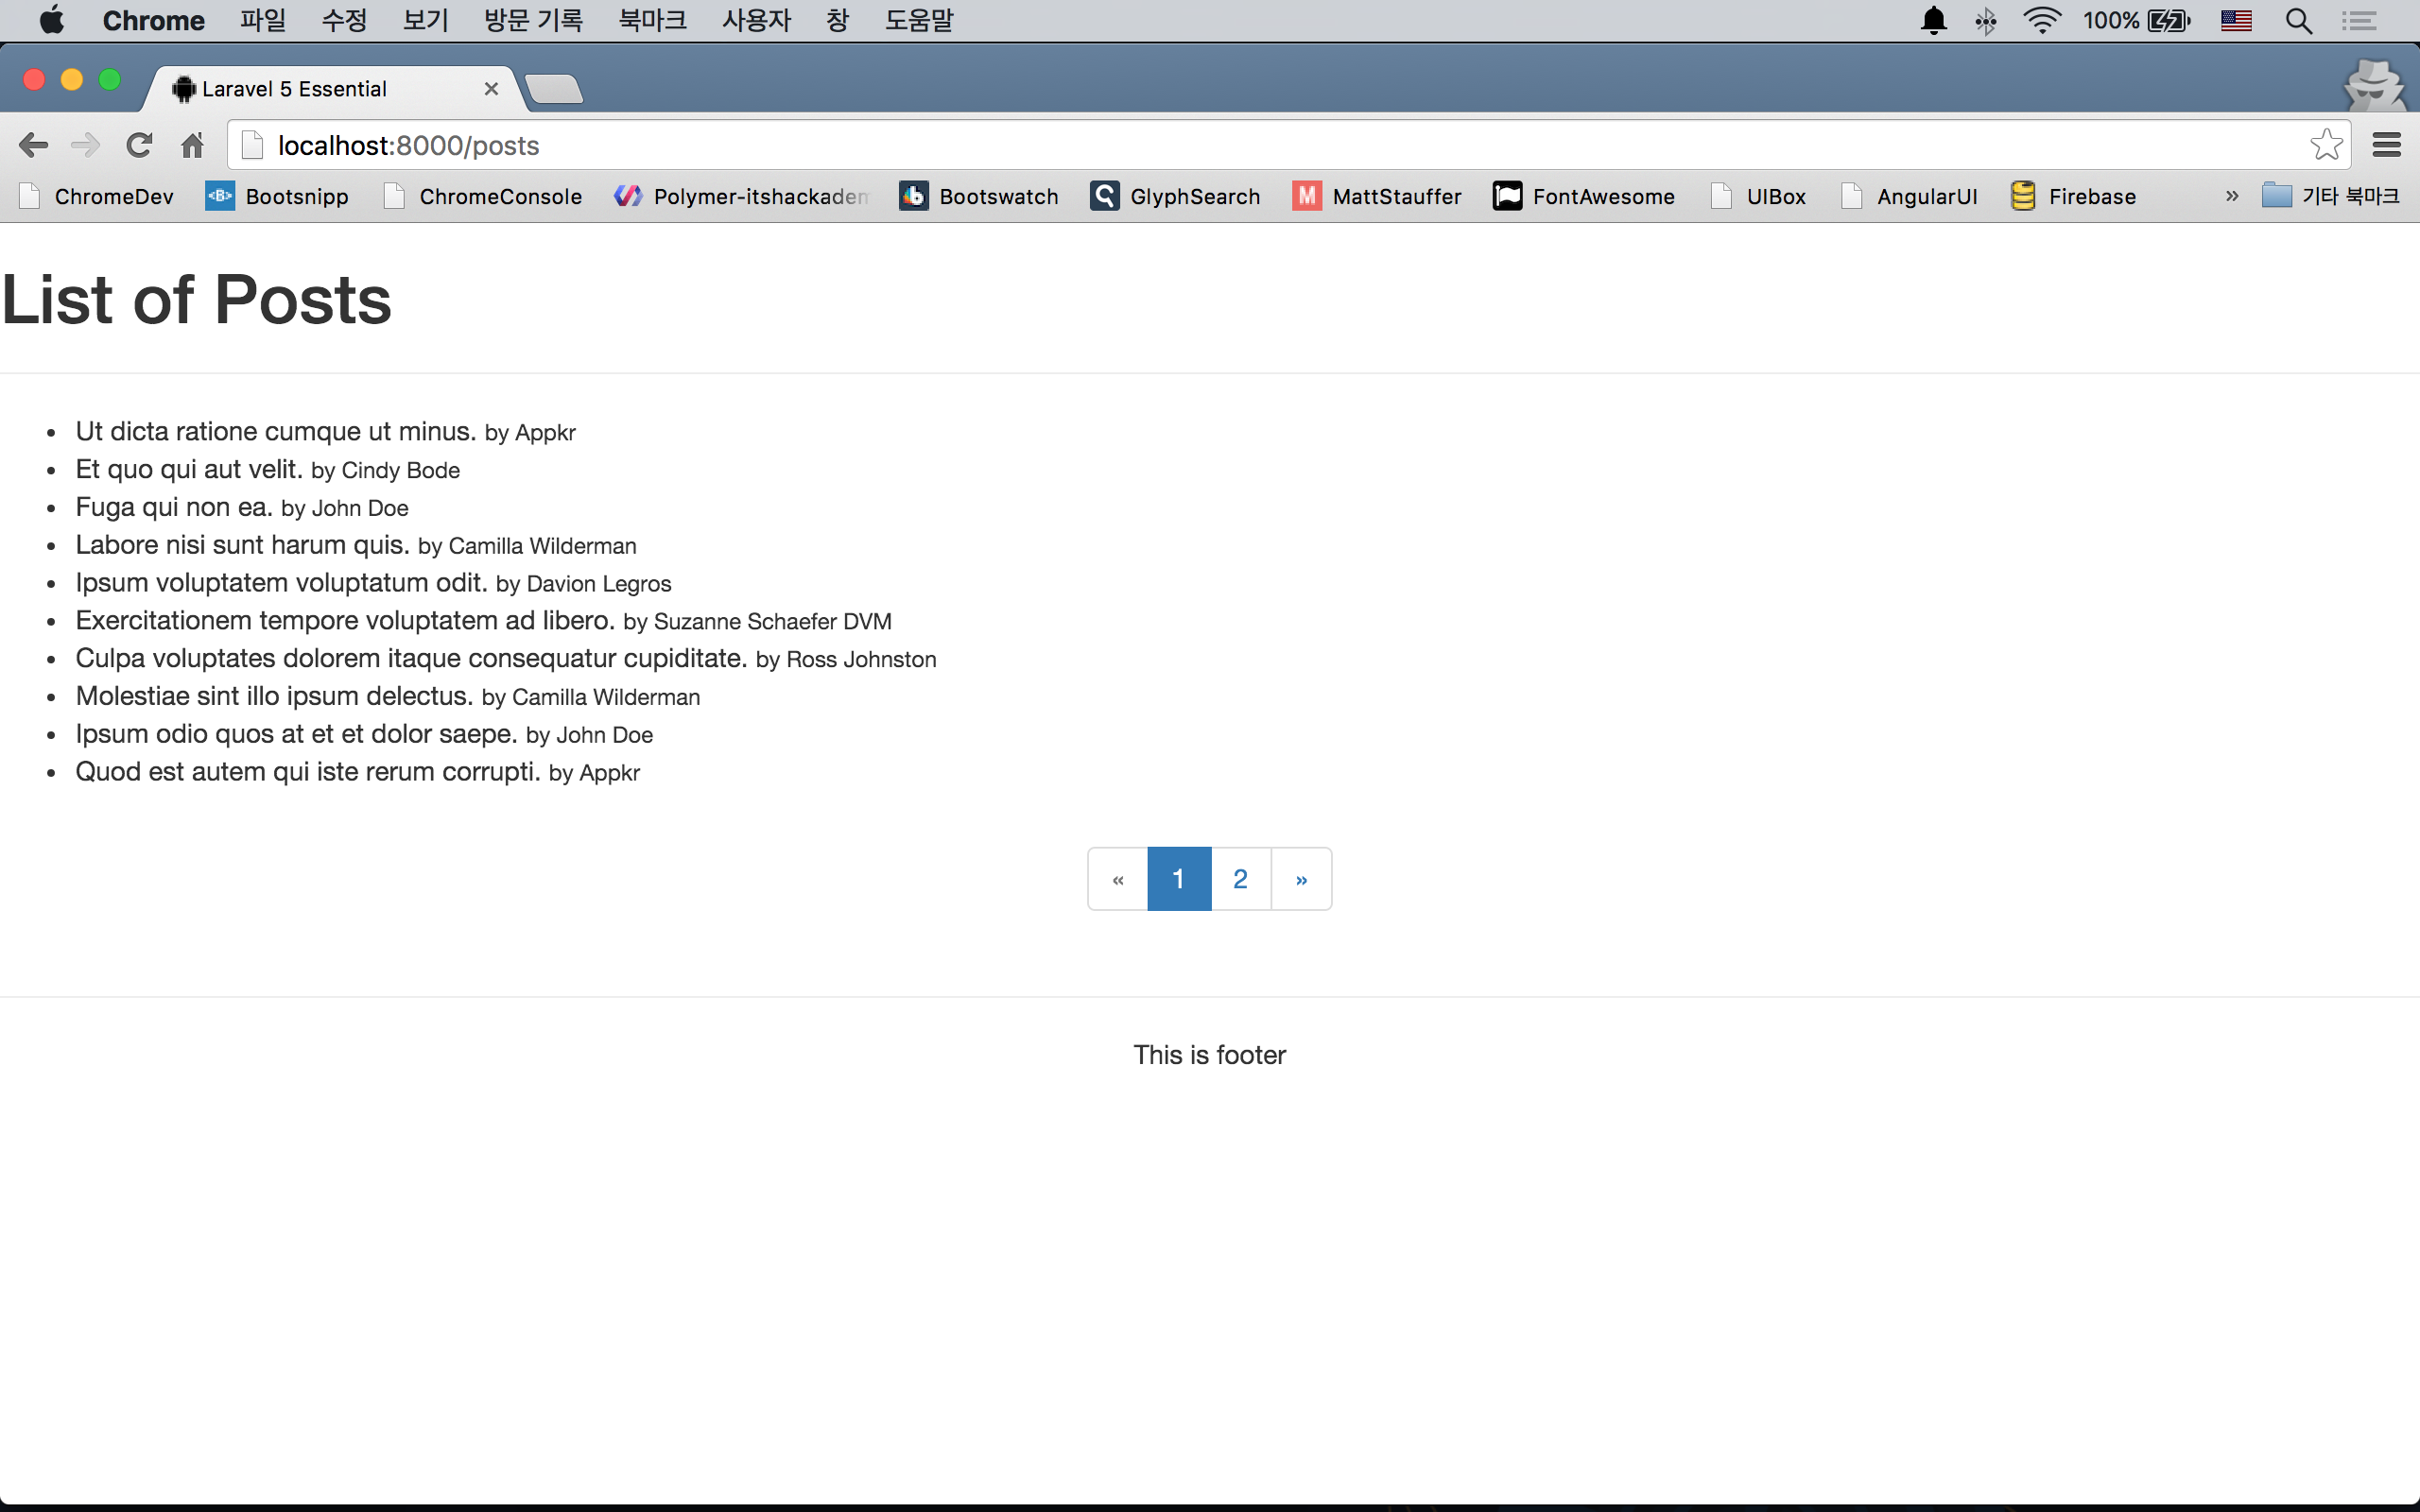 Chrome 파일 수정 보기 방문 기록 북마크 사용자 창 도움말 100%
Laravel 5 Essential
localhost:8000/posts
ChromeDev Bootsnipp ChromeConsole Polymer-itshackadem Bootswatch GlyphSearch MattStauffer FontAwesome UIBox AngularUI Firebase » 기타 북마크
List of Posts
• Ut dicta ratione cumque ut minus. by Appkr
• Et quo qui aut velit. by Cindy Bode
• Fuga qui non ea. by John Doe
• Labore nisi sunt harum quis. by Camilla Wilderman
• Ipsum voluptatem voluptatum odit. by Davion Legros
• Exercitationem tempore voluptatem ad libero. by Suzanne Schaefer DVM
• Culpa voluptates dolorem itaque consequatur cupiditate. by Ross Johnston
• Molestiae sint illo ipsum delectus. by Camilla Wilderman
• Ipsum odio quos at et et dolor saepe. by John Doe
• Quod est autem qui iste rerum corrupti. by Appkr
« 1 2 »
This is footer